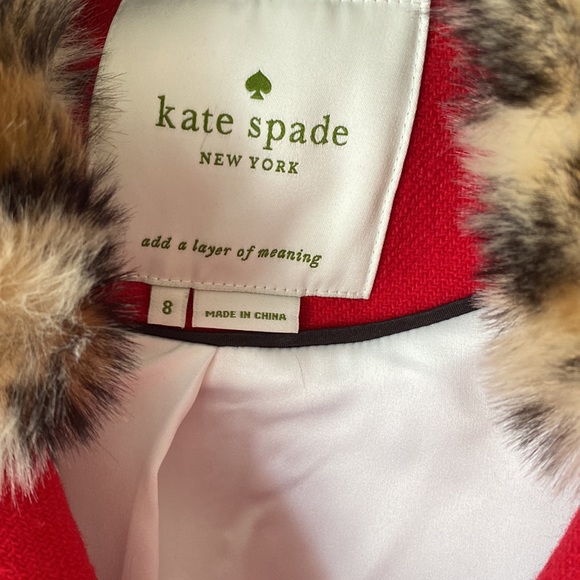 kate spade
NEW YORK
add a layer of meaning
8
MADE IN CHINA